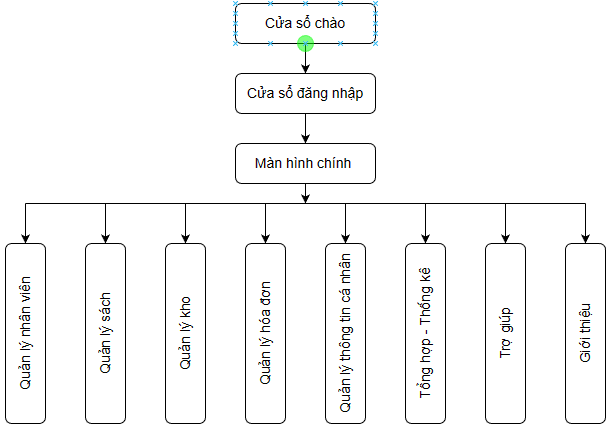 Cửa sổ chào
Cửa sổ đăng nhập
Màn hình chính
Quản lý nhân viên
Quản lý sách
Quản lý kho
Quản lý hóa đơn
Quản lý thông tin cá nhân
Tổng hợp - Thống kê
Trợ giúp
Giới thiệu